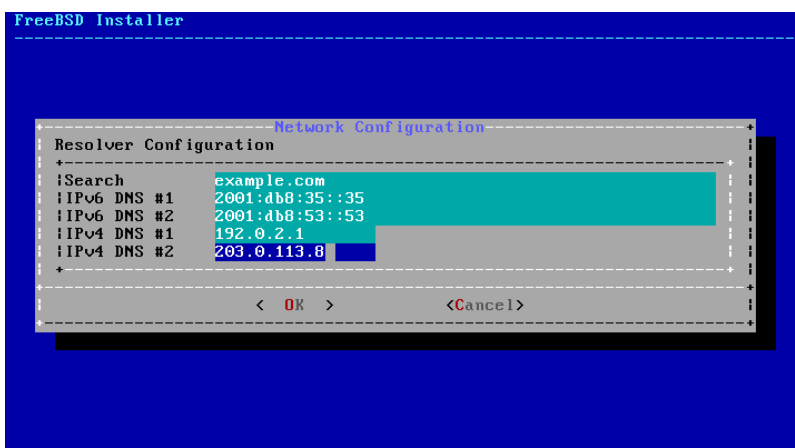 FreeBSD Installer
Network Configuration
Resolver Configuration
Search example.com
IPv6 DNS #1 2001:db8:35::35
IPv6 DNS #2 2001:db8:53::53
IPv4 DNS #1 192.0.2.1
IPv4 DNS #2 203.0.113.8
< OK > <Cancel>